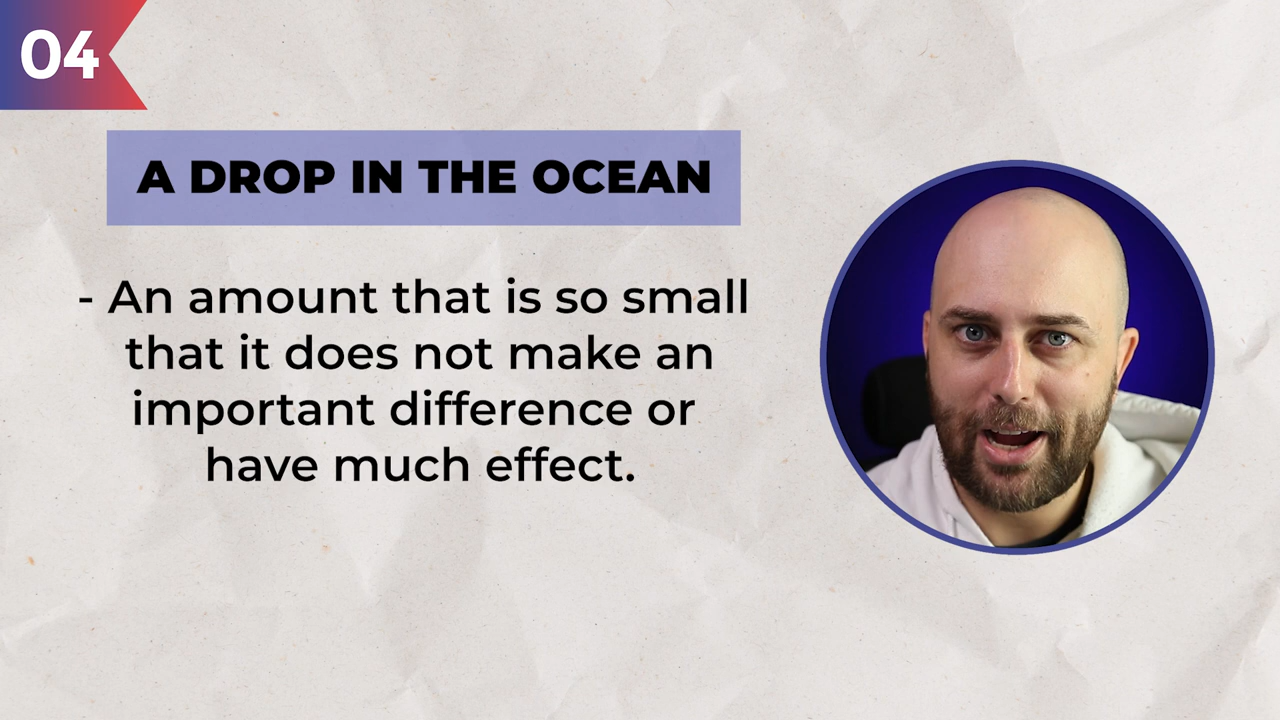 04
A DROP IN THE OCEAN
- An amount that is so small
that it does not make an
important difference or
have much effect.